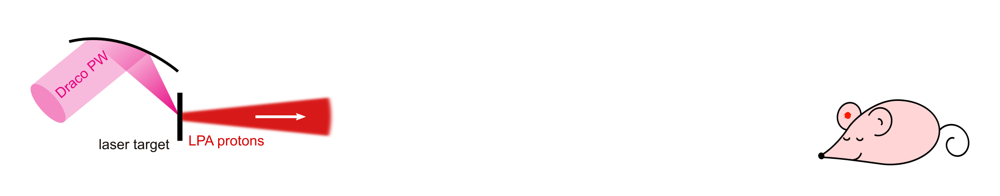 Draco PW
laser target
LPA protons